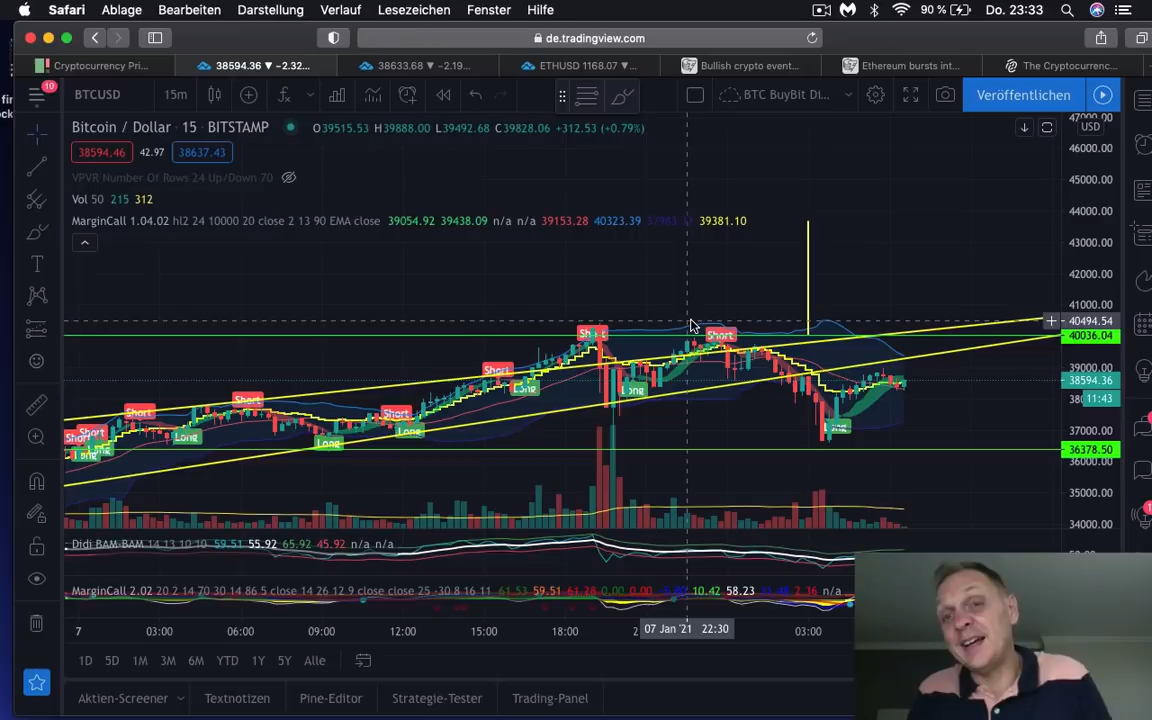 Safari Ablage Bearbeiten Darstellung Verlauf Lesezeichen Fenster Hilfe 90 % Do. 23:33
de.tradingview.com
Cryptocurrency Pri... 38594.36 ▼ −2.32... 38633.68 ▼ −2.19... ETHUSD 1168.07 ▼... Bullish crypto event... Ethereum bursts int... The Cryptocurrenc...
10 BTCUSD 15m BTC BuyBit Di... Veröffentlichen
Bitcoin / Dollar · 15 · BITSTAMP O39515.53 H39888.00 L39492.68 C39828.06 +312.53 (+0.79%)
38594.46 42.97 38637.43
VPVR Number Of Rows 24 Up/Down 70
Vol 50 215 312
MarginCall 1.04.02 hl2 24 10000 20 close 2 13 90 EMA close 39054.92 39438.09 n/a n/a 39153.28 40323.39 39381.10
47000.00
USD
46000.00
45000.00
44000.00
43000.00
42000.00
41000.00
40494.54
40036.04
39000.00
38594.36
11:43
37000.00
36378.50
36000.00
35000.00
34000.00
Short Short
Short
Short Long Long
Short Short Short
Short Long Long Long Long
Long
Didi BAM BAM 14 13 10 10 59.51 55.92 65.92 45.92 n/a n/a
MarginCall 2.02 20 2 14 70 30 14 86 5 close 14 26 12 9 close close 25 -30 8 16 11 61.53 59.51 61.28 0.00 0.00 10.42 58.23 2.36 n/a
7 03:00 06:00 09:00 12:00 15:00 18:00 07 Jan '21 22:30 03:00
1D 5D 1M 3M 6M YTD 1Y 5Y Alle
Aktien-Screener Textnotizen Pine-Editor Strategie-Tester Trading-Panel